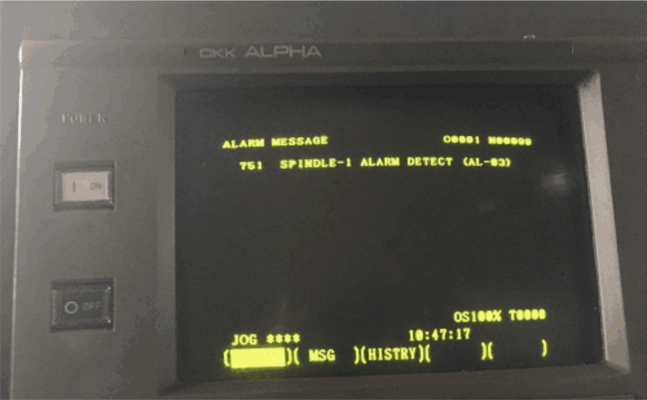 OKK ALPHA
POWER
ALARM MESSAGE O0001 N00090
751 SPINDLE-1 ALARM DETECT (AL-03)
ON
OFF
OS100% T0000
JOG **** 10:47:17
( )( MSG )(HISTRY)( )( )